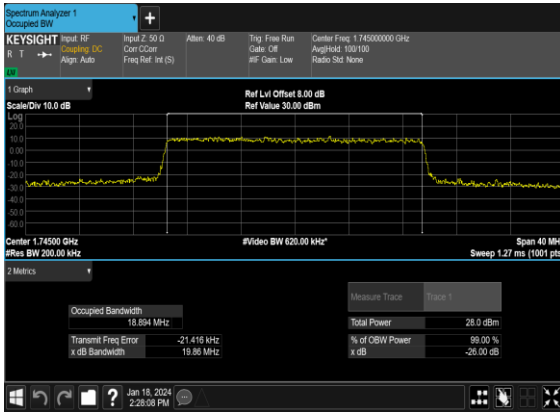 Spectrum Analyzer 1
Occupied BW
KEYSIGHT Input: RF Input Z: 50 Ω Atten: 40 dB Trig: Free Run Center Freq: 1.745000000 GHz
R T Coupling: DC Corr CCorr Gate: Off Avg|Hold: 100/100
Align: Auto Freq Ref: Int (S) #IF Gain: Low Radio Std: None
LXI
1 Graph
Scale/Div 10.0 dB
Ref Lvl Offset 8.00 dB
Ref Value 30.00 dBm
Log
20.0
10.0
0.00
-10.0
-20.0
-30.0
-40.0
-50.0
-60.0
Center 1.74500 GHz #Video BW 620.00 kHz* Span 40 MH
#Res BW 200.00 kHz Sweep 1.27 ms (1001 pts
2 Metrics
Measure Trace Trace 1
Occupied Bandwidth
18.894 MHz Total Power 28.0 dBm
Transmit Freq Error -21.416 kHz % of OBW Power 99.00 %
x dB Bandwidth 19.86 MHz x dB -26.00 dB
? Jan 18, 2024
2:28:08 PM